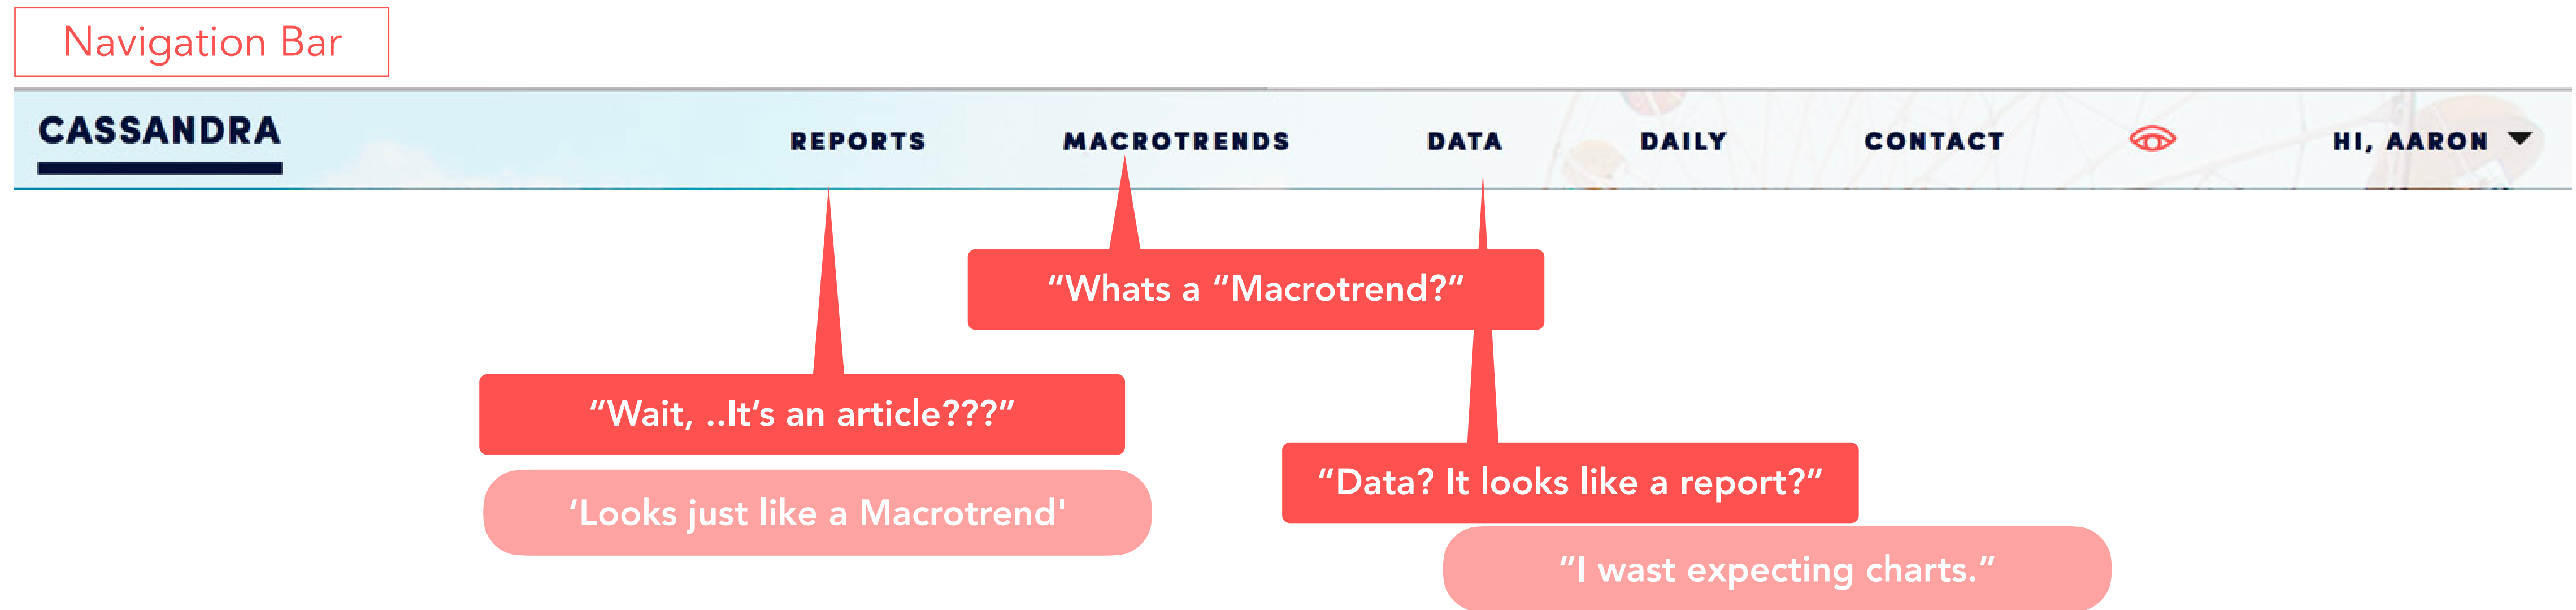 Navigation Bar
CASSANDRA
REPORTS
MACROTRENDS
DATA
DAILY
CONTACT
HI, AARON
“Whats a “Macrotrend?”
“Wait, ..It’s an article???”
‘Looks just like a Macrotrend'
“Data? It looks like a report?”
“I wast expecting charts.”